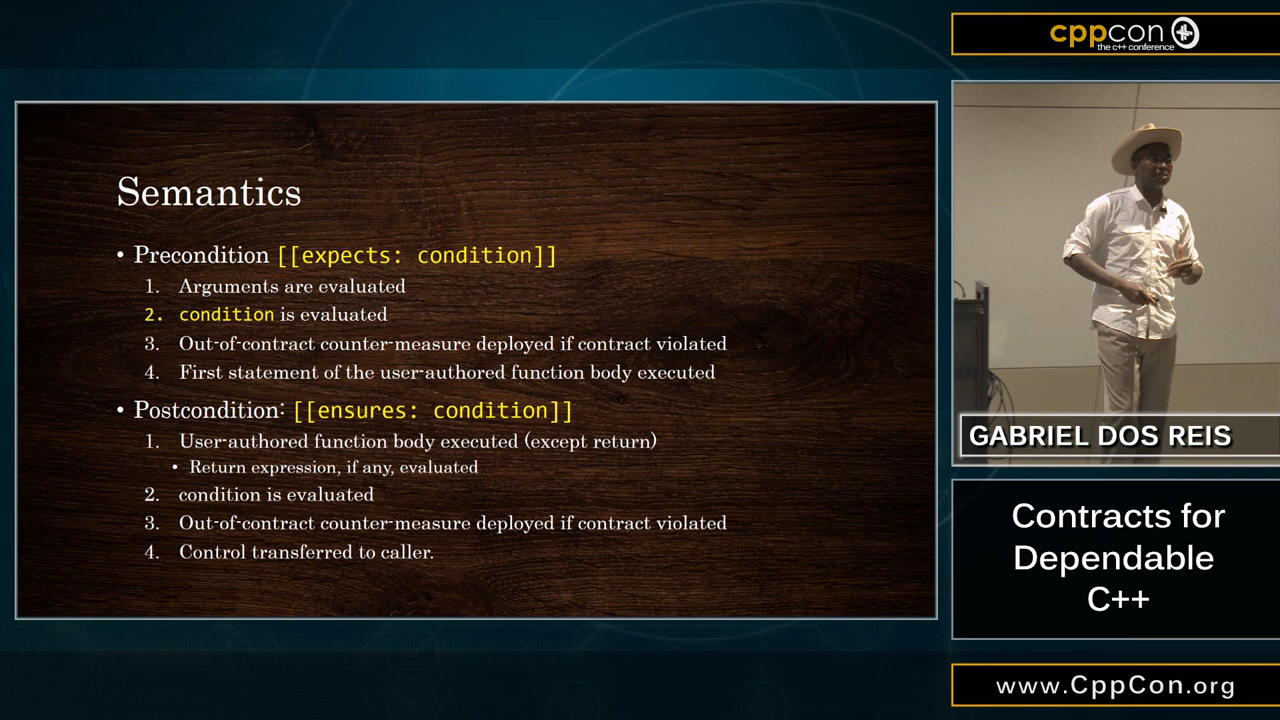 Semantics
• Precondition [[expects: condition]]
1. Arguments are evaluated
2. condition is evaluated
3. Out-of-contract counter-measure deployed if contract violated
4. First statement of the user-authored function body executed
• Postcondition: [[ensures: condition]]
1. User-authored function body executed (except return)
• Return expression, if any, evaluated
2. condition is evaluated
3. Out-of-contract counter-measure deployed if contract violated
4. Control transferred to caller.
cppcon
the c++ conference
GABRIEL DOS REIS
Contracts for
Dependable
C++
www.CppCon.org